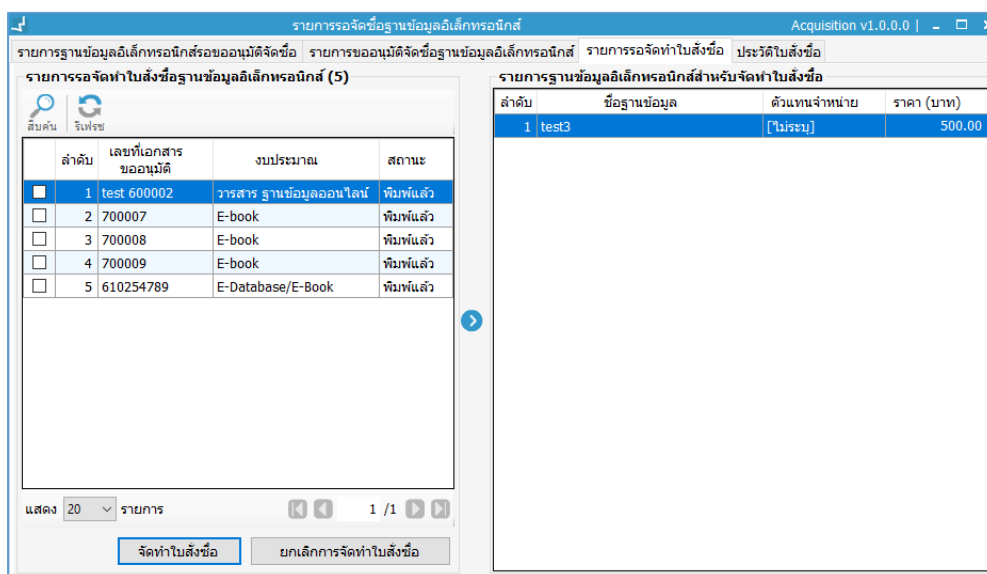 รายการรอจัดซื้อฐานข้อมูลอิเล็กทรอนิกส์ Acquisition v1.0.0.0 |
รายการฐานข้อมูลอิเล็กทรอนิกส์รอขออนุมัติจัดซื้อ รายการขออนุมัติจัดซื้อฐานข้อมูลอิเล็กทรอนิกส์ รายการรอจัดทำใบสั่งซื้อ ประวัติใบสั่งซื้อ
รายการรอจัดทำใบสั่งซื้อฐานข้อมูลอิเล็กทรอนิกส์ (5)
สืบค้น รีเฟรช
ลำดับ เลขที่เอกสาร งบประมาณ สถานะ
ขออนุมัติ
1 test 600002 วารสาร ฐานข้อมูลออนไลน์ พิมพ์แล้ว
2 700007 E-book พิมพ์แล้ว
3 700008 E-book พิมพ์แล้ว
4 700009 E-book พิมพ์แล้ว
5 610254789 E-Database/E-Book พิมพ์แล้ว
แสดง 20 รายการ 1 /1
จัดทำใบสั่งซื้อ ยกเลิกการจัดทำใบสั่งซื้อ
รายการฐานข้อมูลอิเล็กทรอนิกส์สำหรับจัดทำใบสั่งซื้อ
ลำดับ ชื่อฐานข้อมูล ตัวแทนจำหน่าย ราคา (บาท)
1 test3 [ไม่ระบุ] 500.00